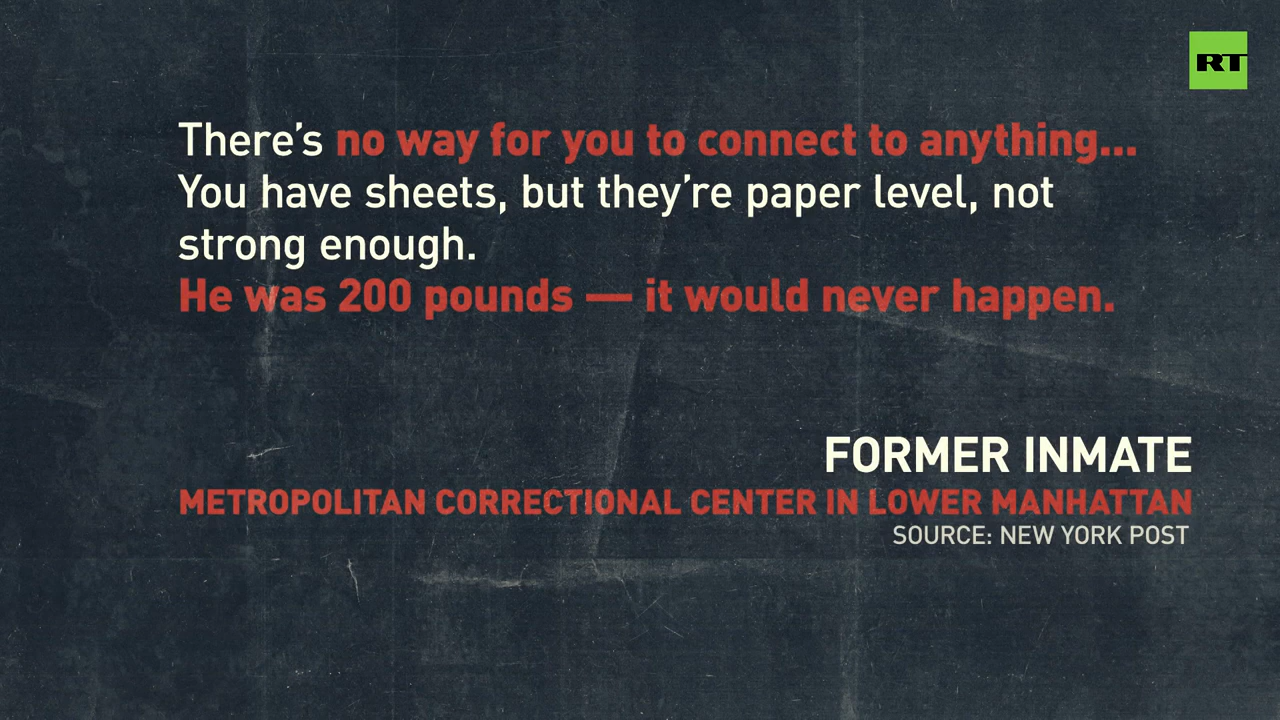 RT
There's no way for you to connect to anything...
You have sheets, but they're paper level, not
strong enough.
He was 200 pounds — it would never happen.
FORMER INMATE
METROPOLITAN CORRECTIONAL CENTER IN LOWER MANHATTAN
SOURCE: NEW YORK POST